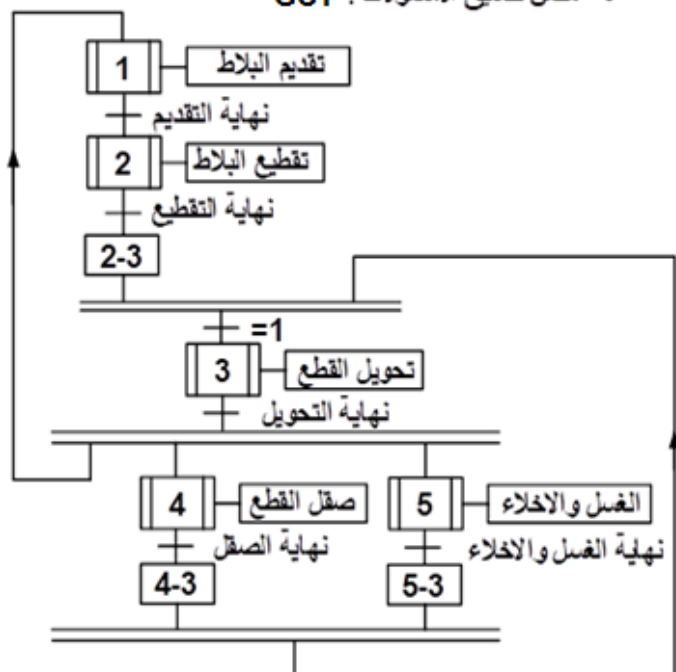 1 تقديم البلاط
نهاية التقديم
2 تقطيع البلاط
نهاية التقطيع
2-3
=1
3 تحويل القطع
نهاية التحويل
4 صقل القطع
5 الغسل والاخلاء
نهاية الصقل
نهاية الغسل والاخلاء
4-3
5-3